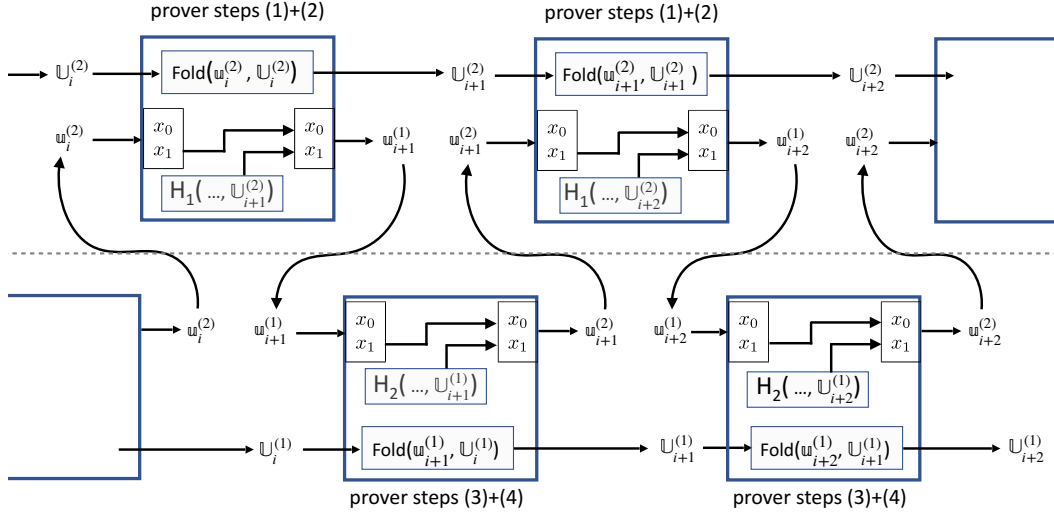 prover steps (1)+(2)
prover steps (1)+(2)
𝕌_i^(2)
Fold(𝕦_i^(2), 𝕌_i^(2))
𝕌_{i+1}^(2)
Fold(𝕦_{i+1}^(2), 𝕌_{i+1}^(2))
𝕌_{i+2}^(2)
𝕦_i^(2)
x_0
x_1
x_0
x_1
𝕦_{i+1}^(1)
𝕦_{i+1}^(2)
x_0
x_1
x_0
x_1
𝕦_{i+2}^(1)
𝕦_{i+2}^(2)
H_1( ..., 𝕌_{i+1}^(2))
H_1( ..., 𝕌_{i+2}^(2))
𝕦_i^(2)
𝕦_{i+1}^(1)
x_0
x_1
x_0
x_1
𝕦_{i+1}^(2)
𝕦_{i+2}^(1)
x_0
x_1
x_0
x_1
𝕦_{i+2}^(2)
H_2( ..., 𝕌_{i+1}^(1))
H_2( ..., 𝕌_{i+2}^(1))
𝕌_i^(1)
Fold(𝕦_{i+1}^(1), 𝕌_i^(1))
𝕌_{i+1}^(1)
Fold(𝕦_{i+2}^(1), 𝕌_{i+1}^(1))
𝕌_{i+2}^(1)
prover steps (3)+(4)
prover steps (3)+(4)